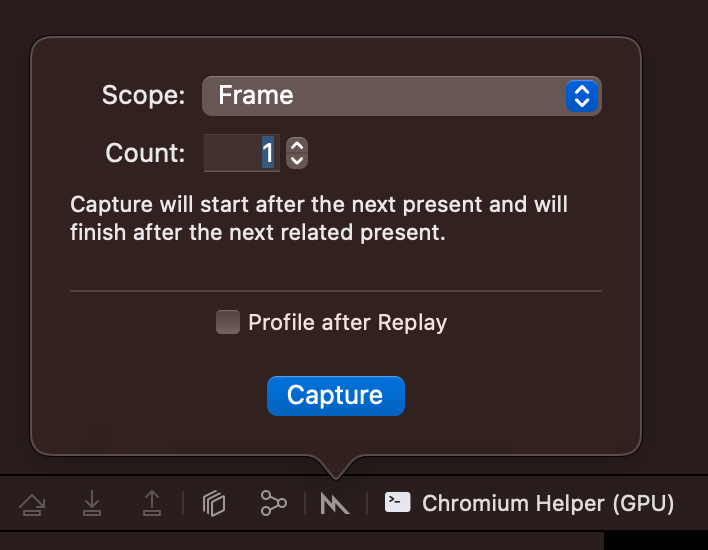 Scope: Frame
Count: 1
Capture will start after the next present and will
finish after the next related present.
Profile after Replay
Capture
Chromium Helper (GPU)